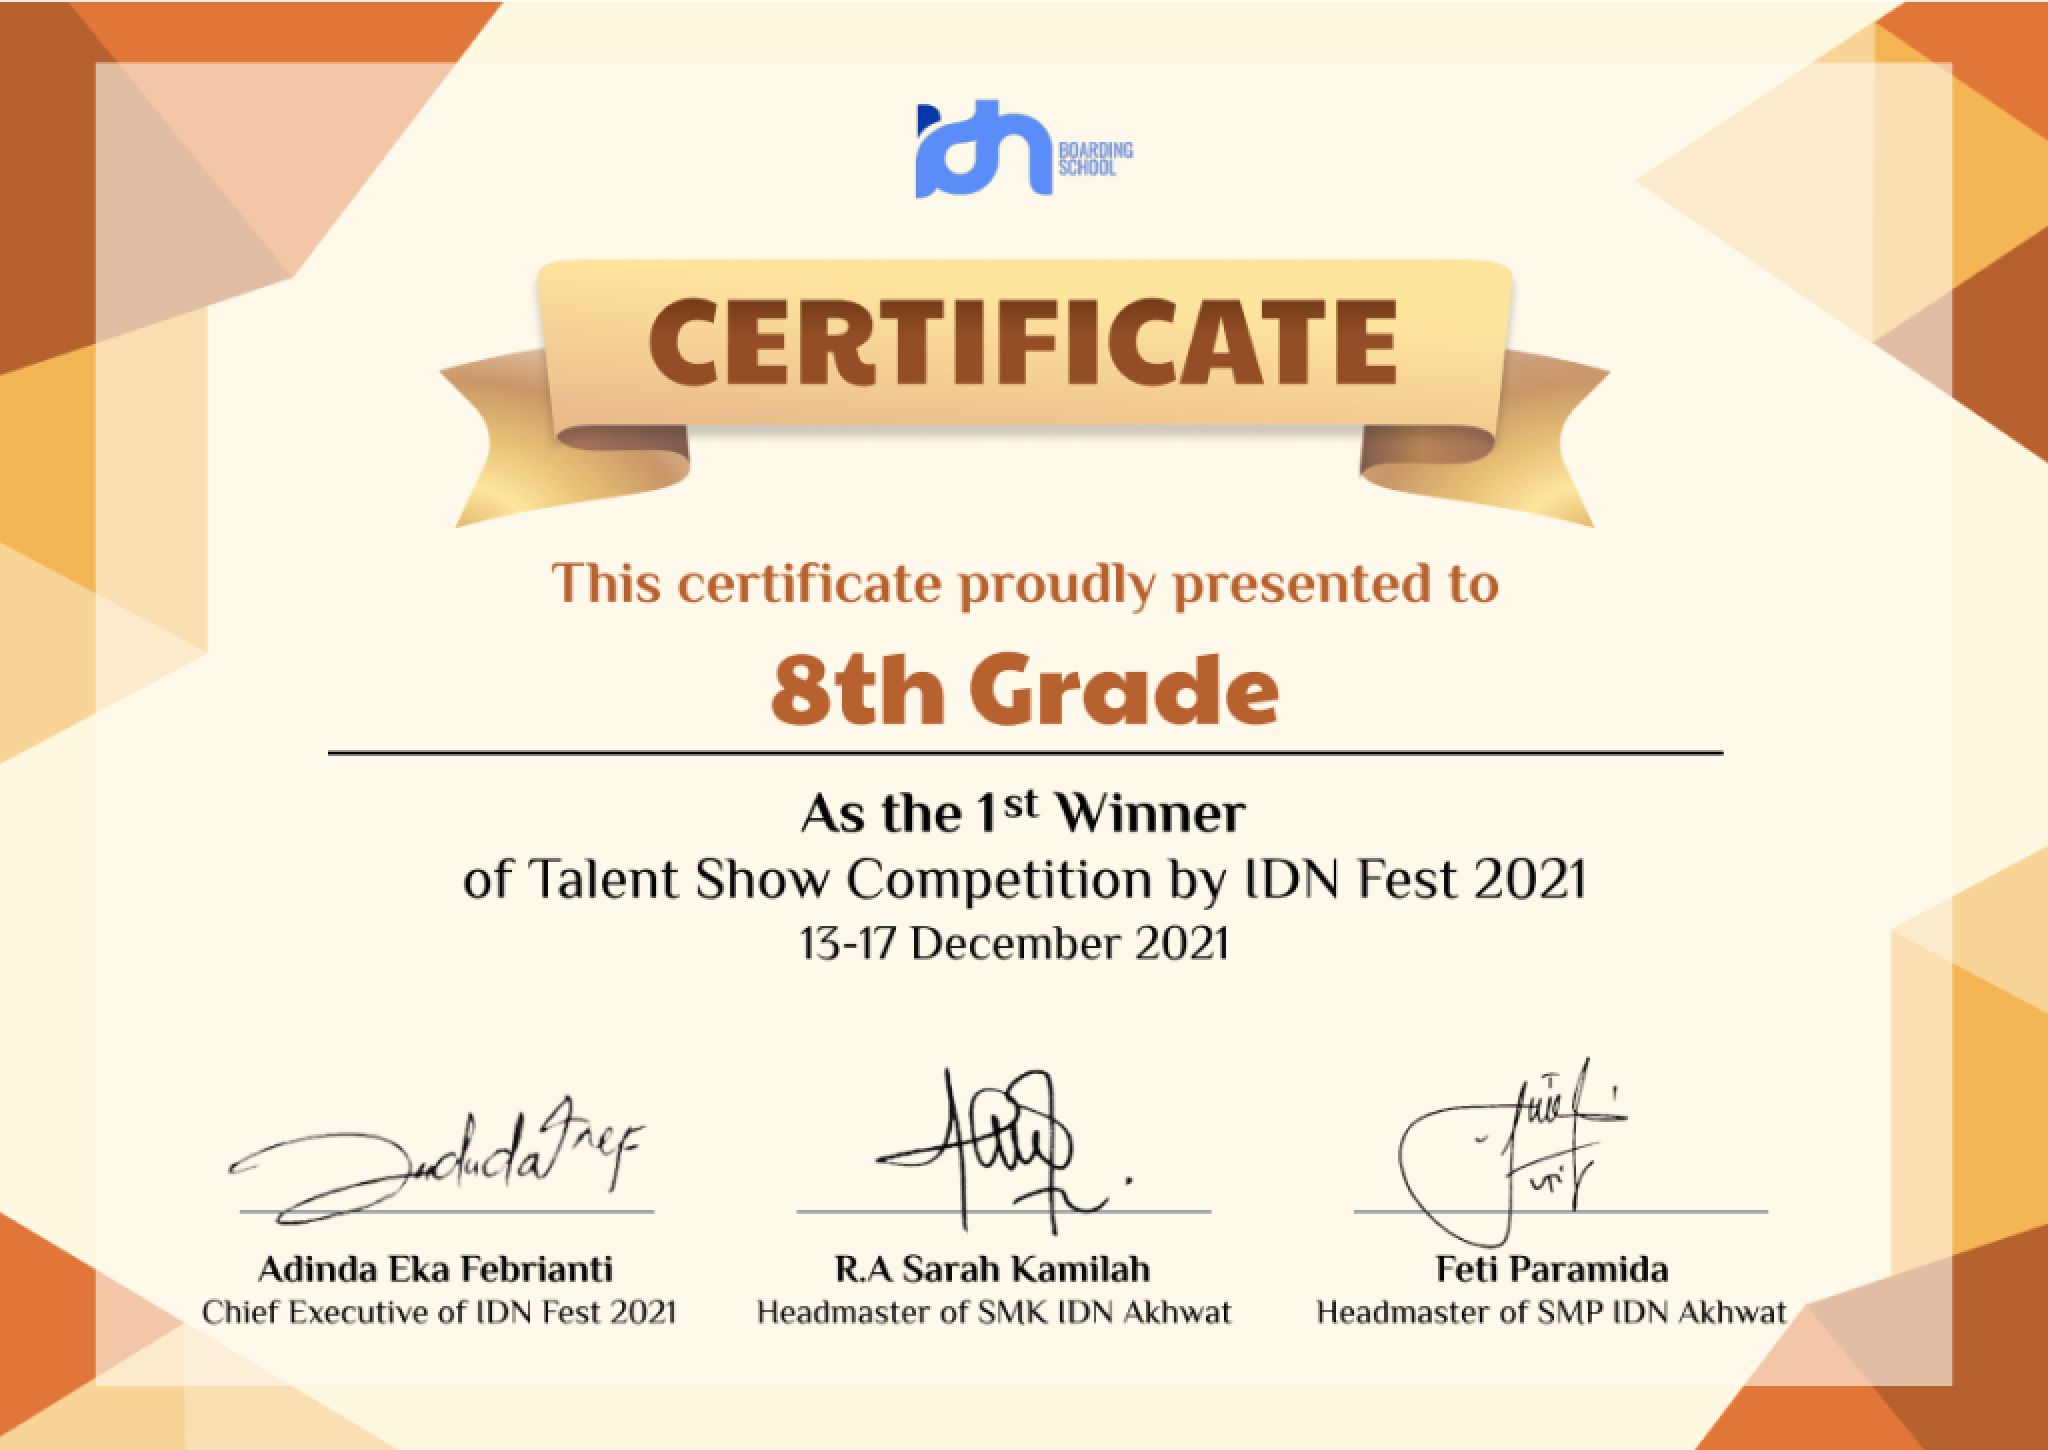 idn
BOARDING
SCHOOL
CERTIFICATE
This certificate proudly presented to
8th Grade
As the 1st Winner
of Talent Show Competition by IDN Fest 2021
13-17 December 2021
Adinda Eka Febrianti
Chief Executive of IDN Fest 2021
R.A Sarah Kamilah
Headmaster of SMK IDN Akhwat
Feti Paramida
Headmaster of SMP IDN Akhwat